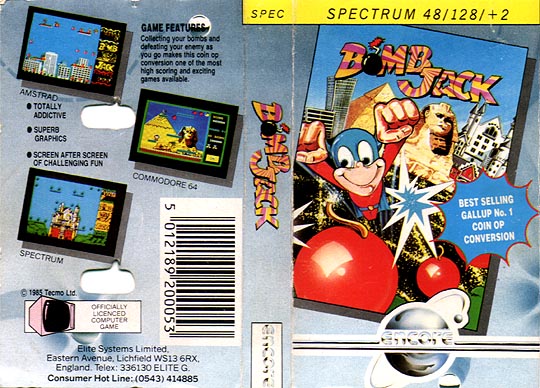 GAME FEATURES
Collecting your bombs and
defeating your enemy as
you go makes this coin op
conversion one of the most
high scoring and exciting
games available.
AMSTRAD
● TOTALLY
ADDICTIVE
● SUPERB
GRAPHICS
● SCREEN AFTER SCREEN
OF CHALLENGING FUN
COMMODORE 64
SPECTRUM
5 012189 200053
© 1985 Tecmo Ltd.
OFFICIALLY
LICENCED
COMPUTER
GAME
Elite Systems Limited,
Eastern Avenue, Lichfield WS13 6RX,
England. Telex: 336130 ELITE G.
Consumer Hot Line: (0543) 414885
SPEC
BOMB JACK
encore
SPECTRUM 48/128/+2
BOMB
JACK
BEST SELLING
GALLUP No. 1
COIN OP
CONVERSION
encore